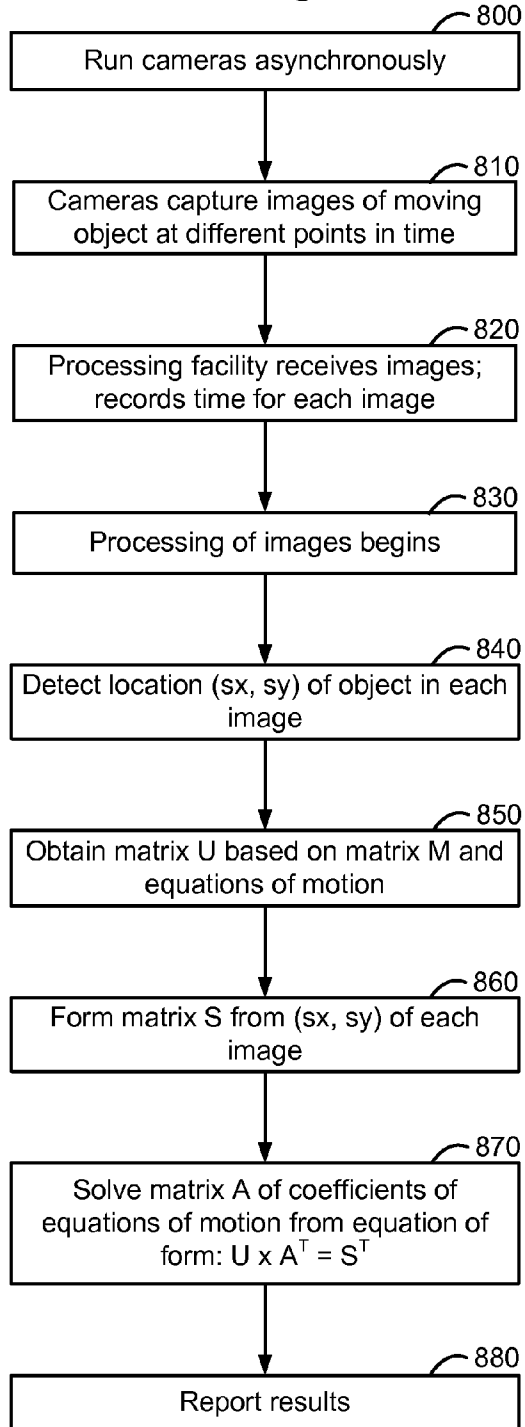 800
Run cameras asynchronously
810
Cameras capture images of moving
object at different points in time
820
Processing facility receives images;
records time for each image
830
Processing of images begins
840
Detect location (sx, sy) of object in each
image
850
Obtain matrix U based on matrix M and
equations of motion
860
Form matrix S from (sx, sy) of each
image
870
Solve matrix A of coefficients of
equations of motion from equation of
form: U x A^T = S^T
880
Report results